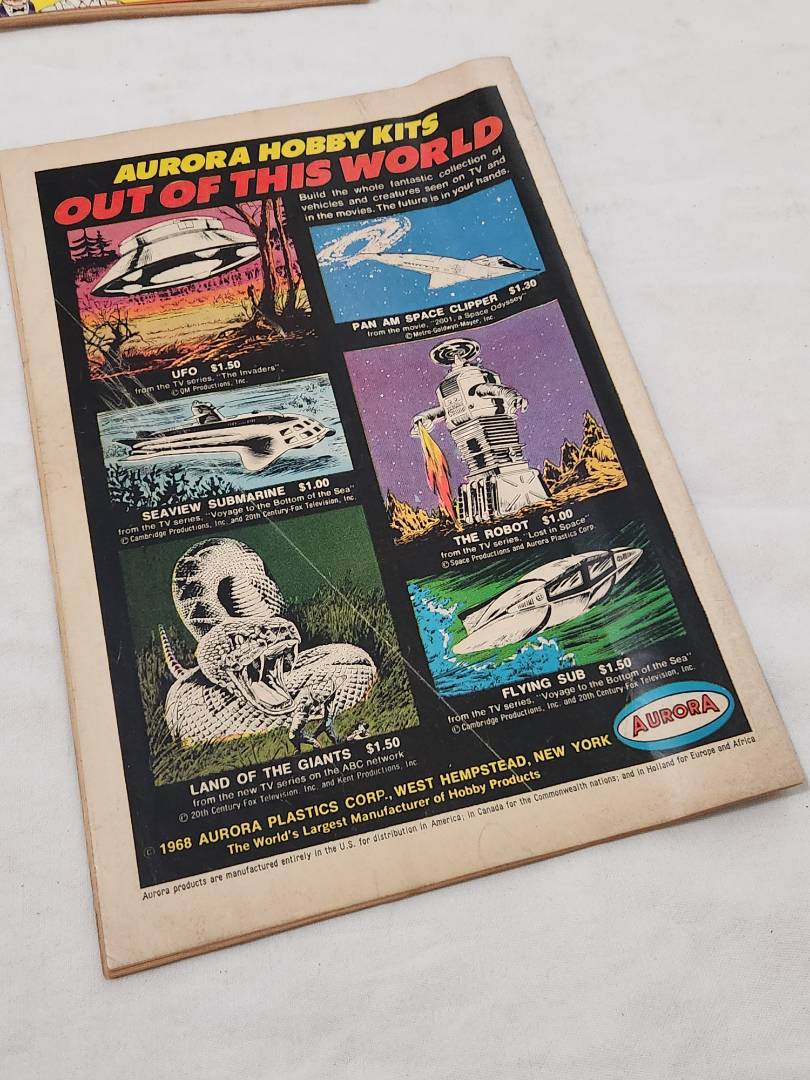 AURORA HOBBY KITS
OUT OF THIS WORLD
Build the whole fantastic collection of
vehicles and creatures seen on TV and
in the movies. The future is in your hands.
UFO $1.50
from the TV series, "The Invaders"
© QM Productions, Inc.
PAN AM SPACE CLIPPER $1.30
from the movie, "2001, a Space Odyssey"
© Metro-Goldwyn-Mayer, Inc.
SEAVIEW SUBMARINE $1.00
from the TV series, "Voyage to the Bottom of the Sea"
© Cambridge Productions, Inc. and 20th Century-Fox Television, Inc.
THE ROBOT $1.00
from the TV series, "Lost in Space"
© Space Productions and Aurora Plastics Corp.
LAND OF THE GIANTS $1.50
from the new TV series on the ABC network
© 20th Century Fox Television, Inc. and Kent Productions, Inc
FLYING SUB $1.50
from the TV series, "Voyage to the Bottom of the Sea"
© Cambridge Productions, Inc. and 20th Century Fox Television, Inc.
AURORA
© 1968 AURORA PLASTICS CORP., WEST HEMPSTEAD, NEW YORK
The World's Largest Manufacturer of Hobby Products
Aurora products are manufactured entirely in the U.S. for distribution in America; in Canada for the Commonwealth nations; and in Holland for Europe and Africa